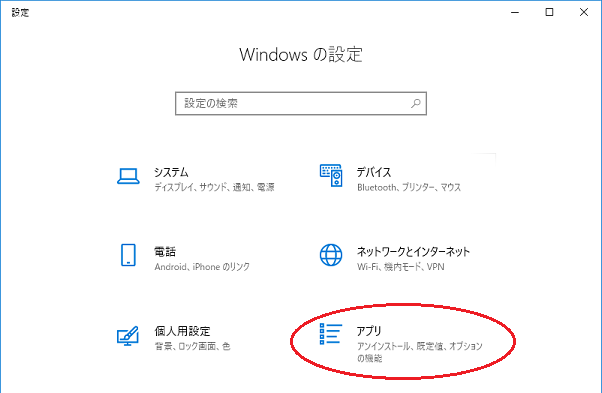 設定
Windows の設定
設定の検索
システム
ディスプレイ、サウンド、通知、電源
デバイス
Bluetooth、プリンター、マウス
電話
Android、iPhone のリンク
ネットワークとインターネット
Wi-Fi、機内モード、VPN
個人用設定
背景、ロック画面、色
アプリ
アンインストール、既定値、オプション
の機能